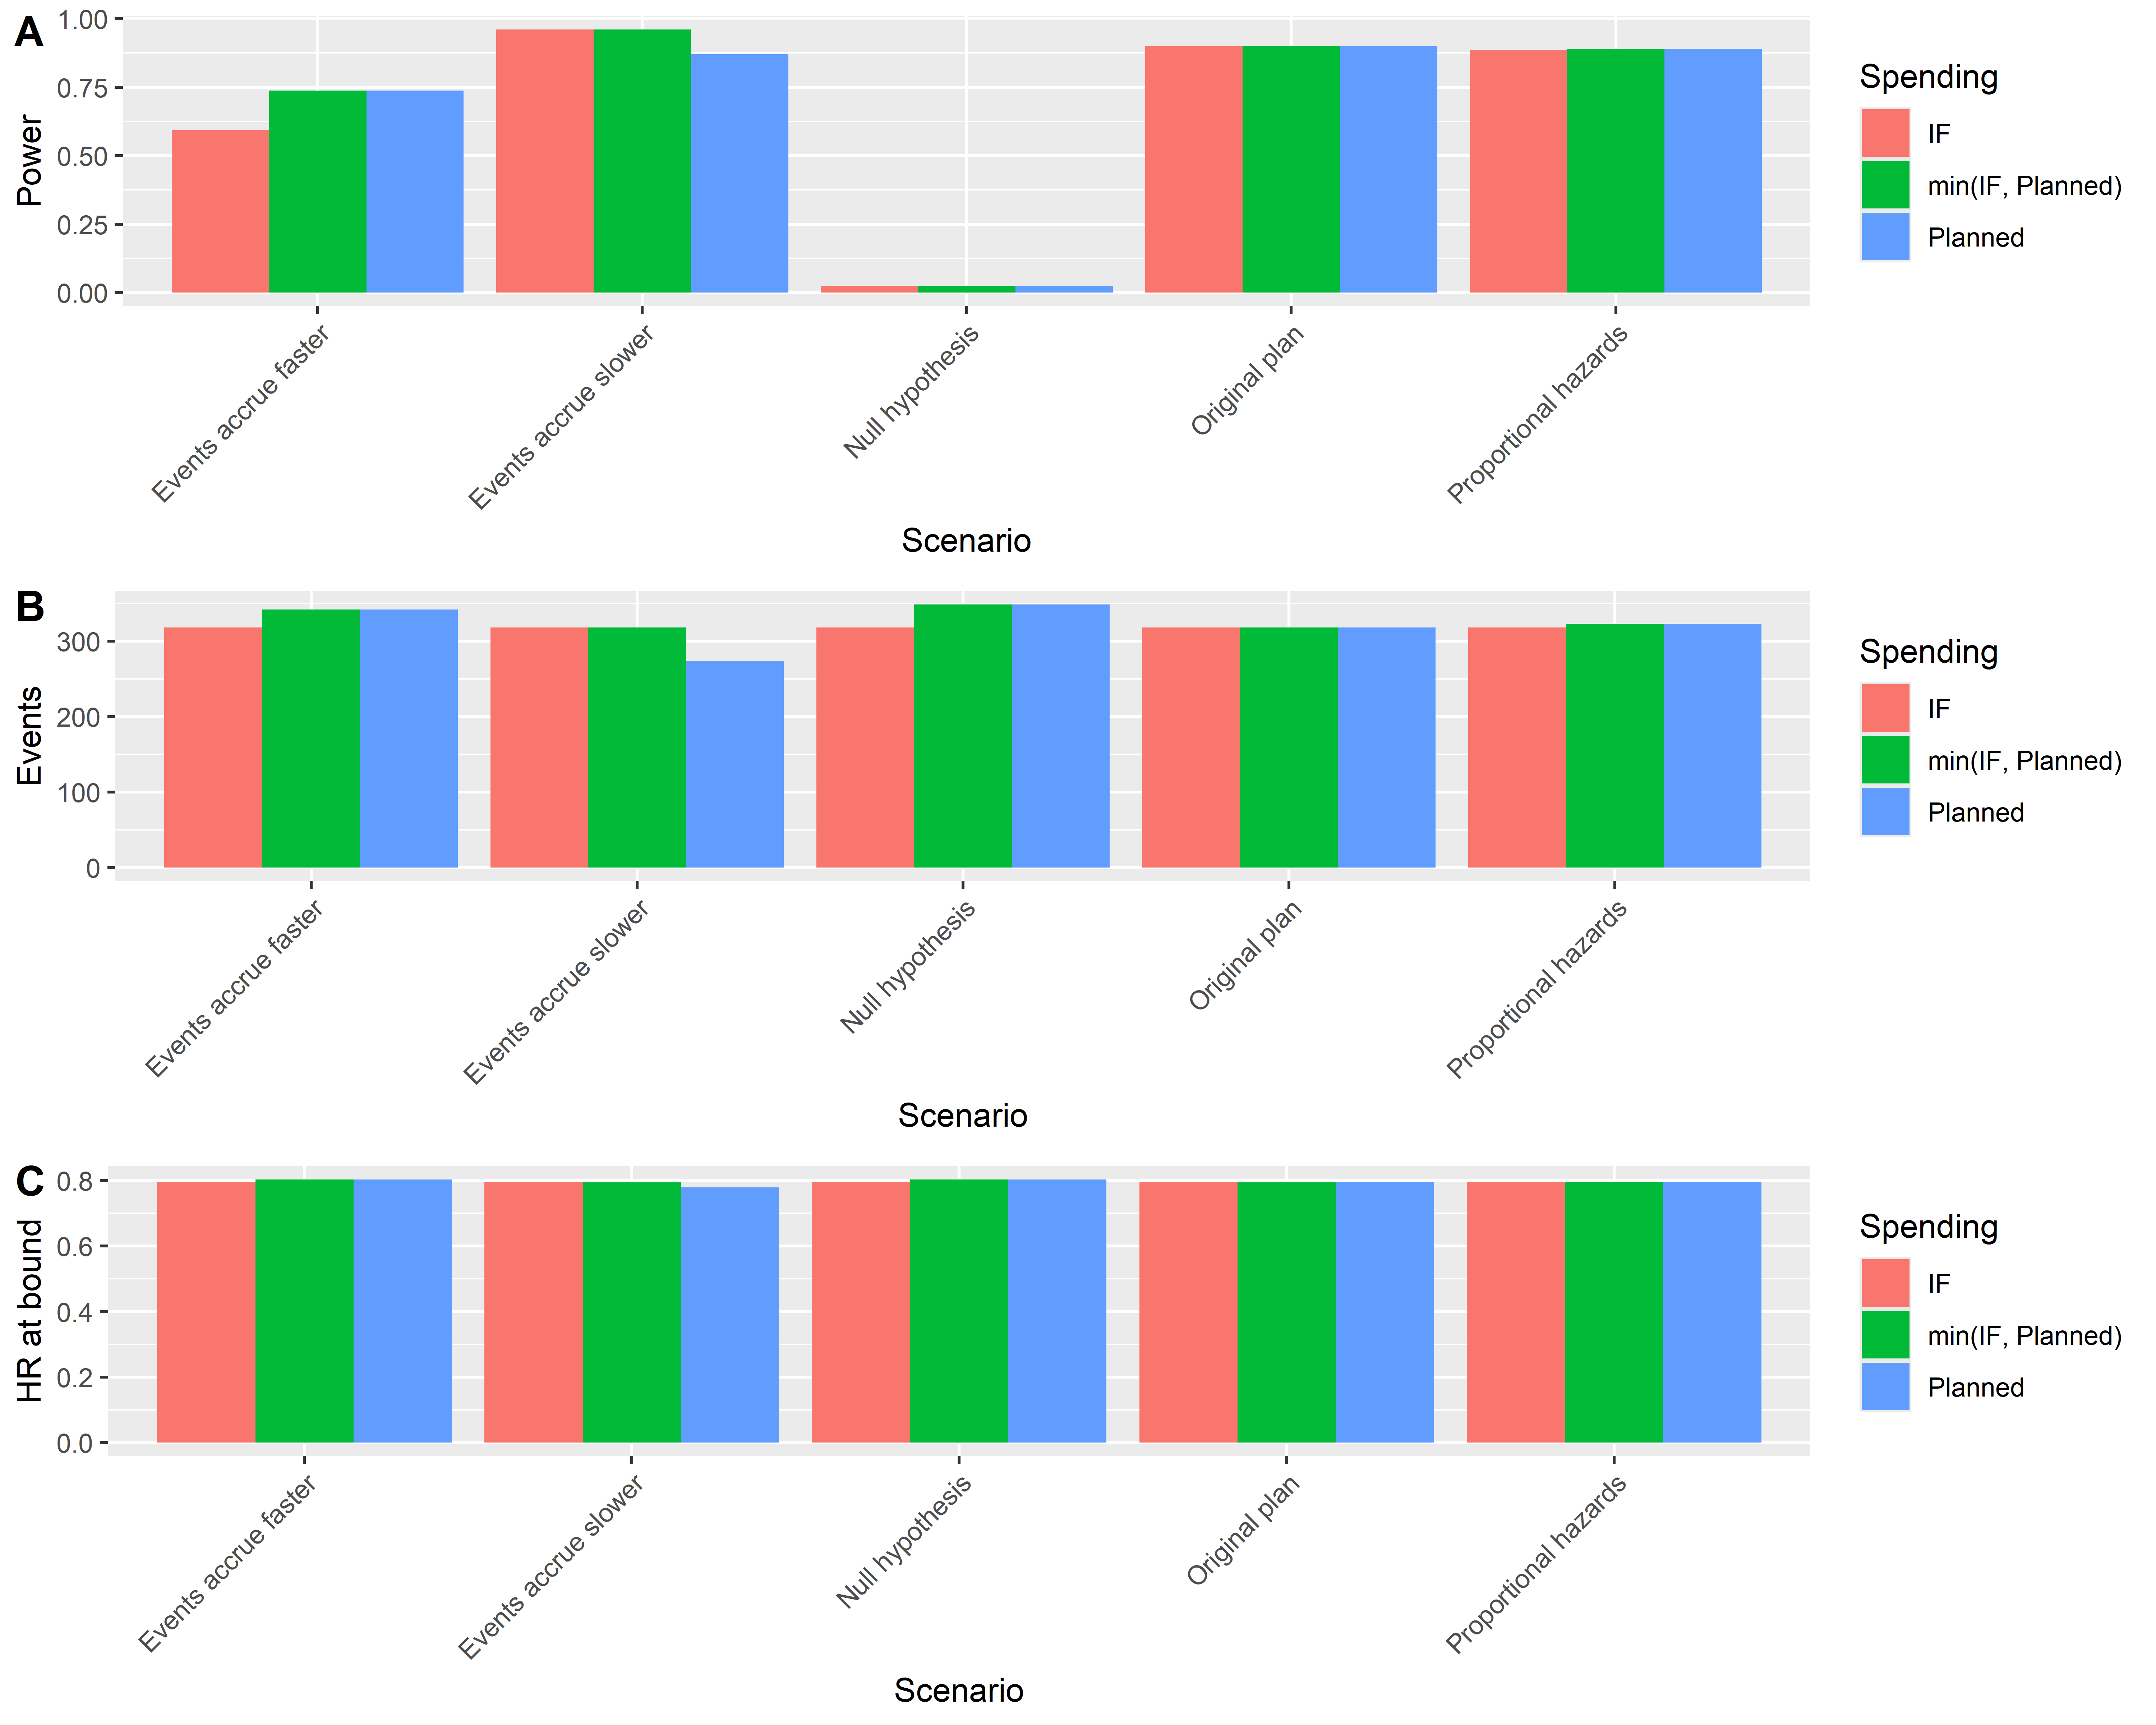 A
Power
1.00
0.75
0.50
0.25
0.00
Events accrue faster
Events accrue slower
Null hypothesis
Original plan
Proportional hazards
Scenario
Spending
IF
min(IF, Planned)
Planned
B
Events
300
200
100
0
Events accrue faster
Events accrue slower
Null hypothesis
Original plan
Proportional hazards
Scenario
Spending
IF
min(IF, Planned)
Planned
C
HR at bound
0.8
0.6
0.4
0.2
0.0
Events accrue faster
Events accrue slower
Null hypothesis
Original plan
Proportional hazards
Scenario
Spending
IF
min(IF, Planned)
Planned